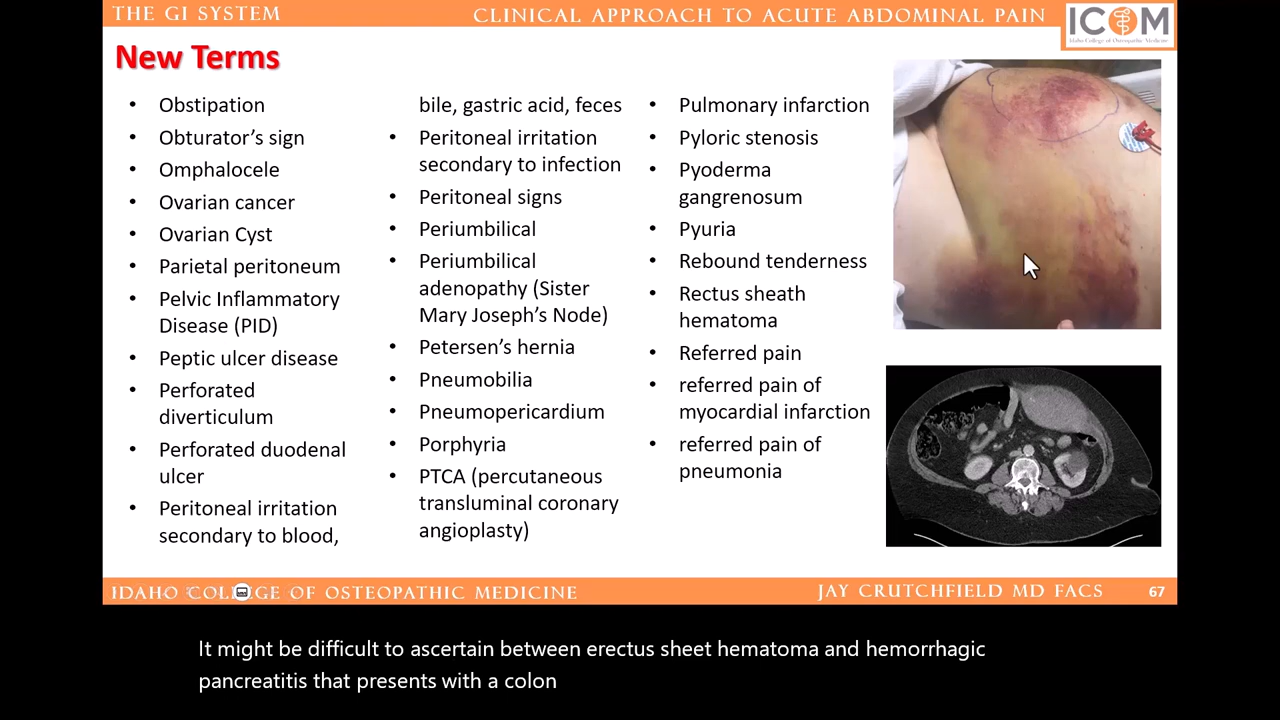 THE GI SYSTEM
CLINICAL APPROACH TO ACUTE ABDOMINAL PAIN
ICOM
Idaho College of Osteopathic Medicine
New Terms
• Obstipation
• Obturator’s sign
• Omphalocele
• Ovarian cancer
• Ovarian Cyst
• Parietal peritoneum
• Pelvic Inflammatory
Disease (PID)
• Peptic ulcer disease
• Perforated
diverticulum
• Perforated duodenal
ulcer
• Peritoneal irritation
secondary to blood,
bile, gastric acid, feces
• Peritoneal irritation
secondary to infection
• Peritoneal signs
• Periumbilical
• Periumbilical
adenopathy (Sister
Mary Joseph’s Node)
• Petersen’s hernia
• Pneumobilia
• Pneumopericardium
• Porphyria
• PTCA (percutaneous
transluminal coronary
angioplasty)
• Pulmonary infarction
• Pyloric stenosis
• Pyoderma
gangrenosum
• Pyuria
• Rebound tenderness
• Rectus sheath
hematoma
• Referred pain
• referred pain of
myocardial infarction
• referred pain of
pneumonia
IDAHO COLLEGE OF OSTEOPATHIC MEDICINE
JAY CRUTCHFIELD MD FACS
67
It might be difficult to ascertain between erectus sheet hematoma and hemorrhagic
pancreatitis that presents with a colon